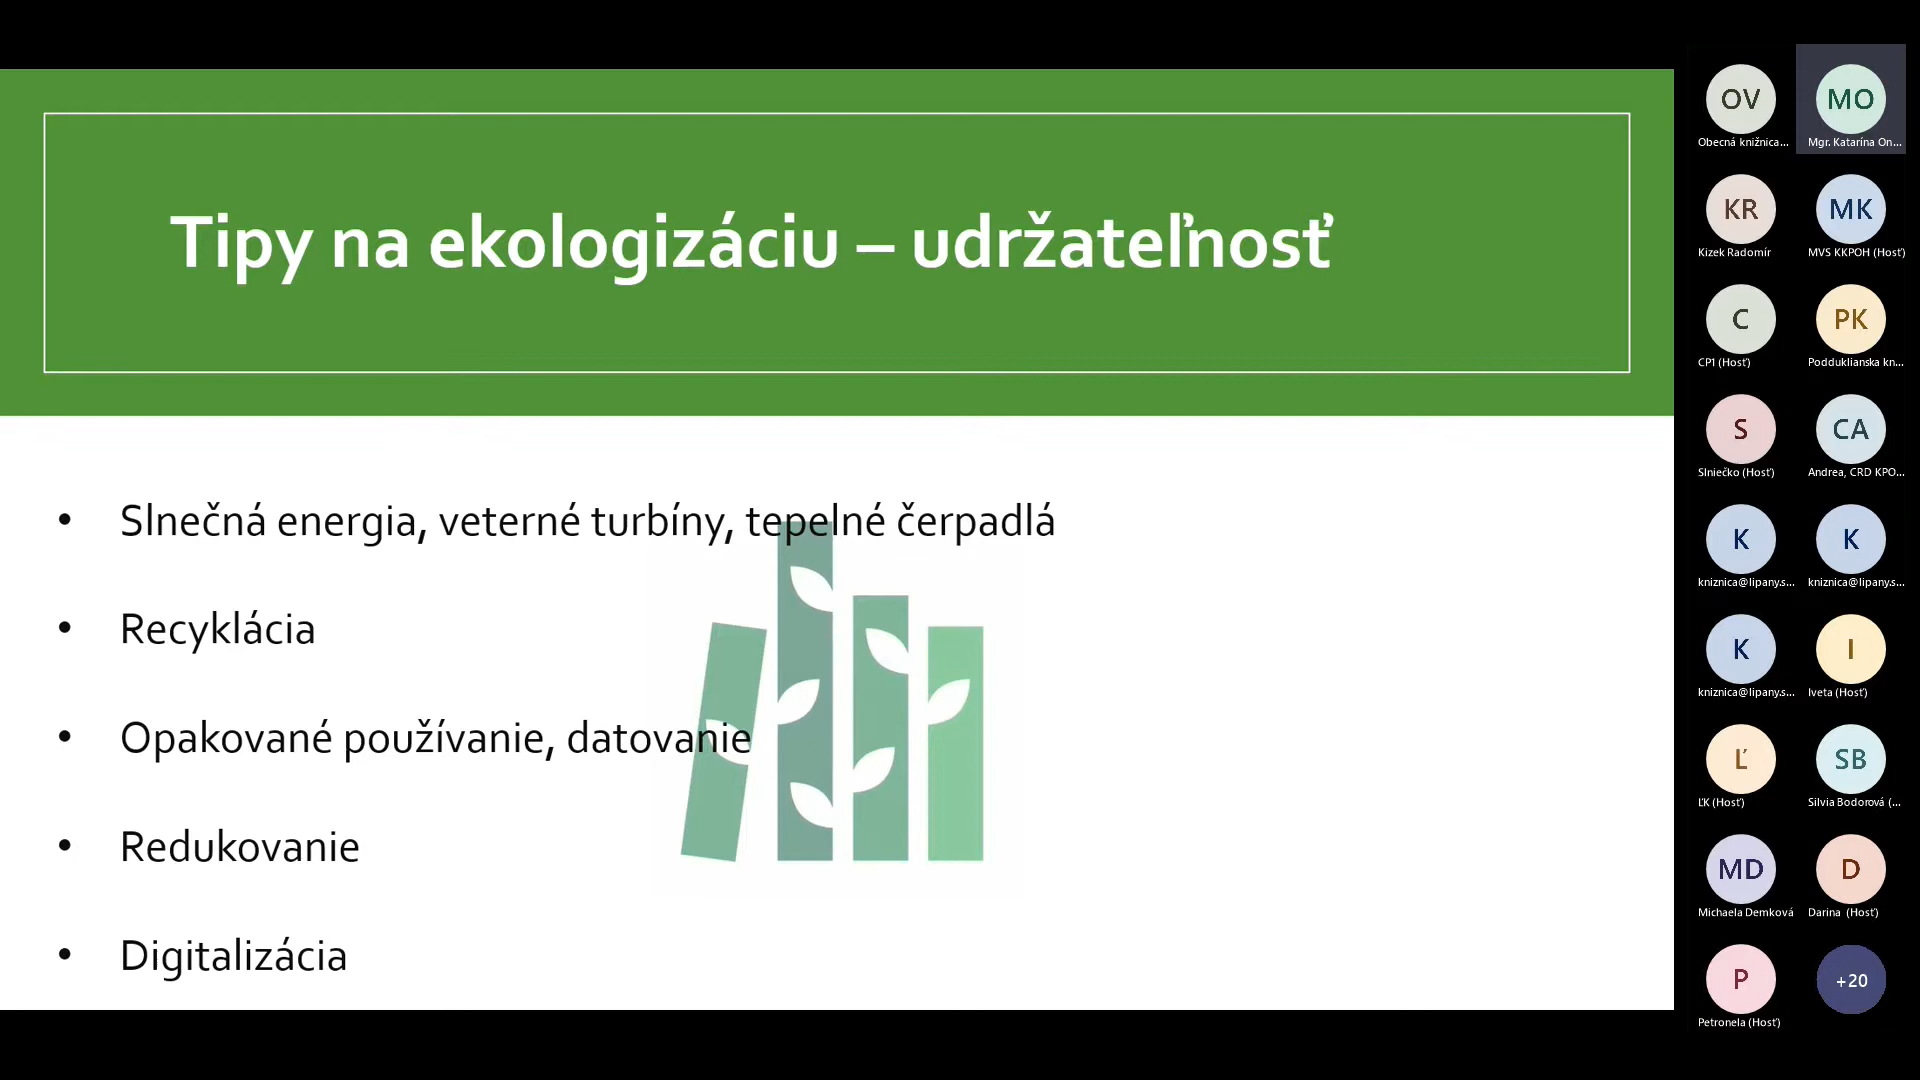 Tipy na ekologizáciu – udržateľnosť
• Slnečná energia, veterné turbíny, tepelné čerpadlá
• Recyklácia
• Opakované používanie, datovanie
• Redukovanie
• Digitalizácia
OV
Obecná knižnica...
MO
Mgr. Katarína On...
KR
Kizek Radomír
MK
MVS KKPOH (Hosť)
C
CP1 (Hosť)
PK
Podduklianska kn...
S
Slniečko (Hosť)
CA
Andrea, CRD KPO...
K
kniznica@lipany.s...
K
kniznica@lipany.s...
K
kniznica@lipany.s...
I
Iveta (Hosť)
Ľ
ĽK (Hosť)
SB
Silvia Bodorová (...
MD
Michaela Demková
D
Darina (Hosť)
P
Petronela (Hosť)
+20